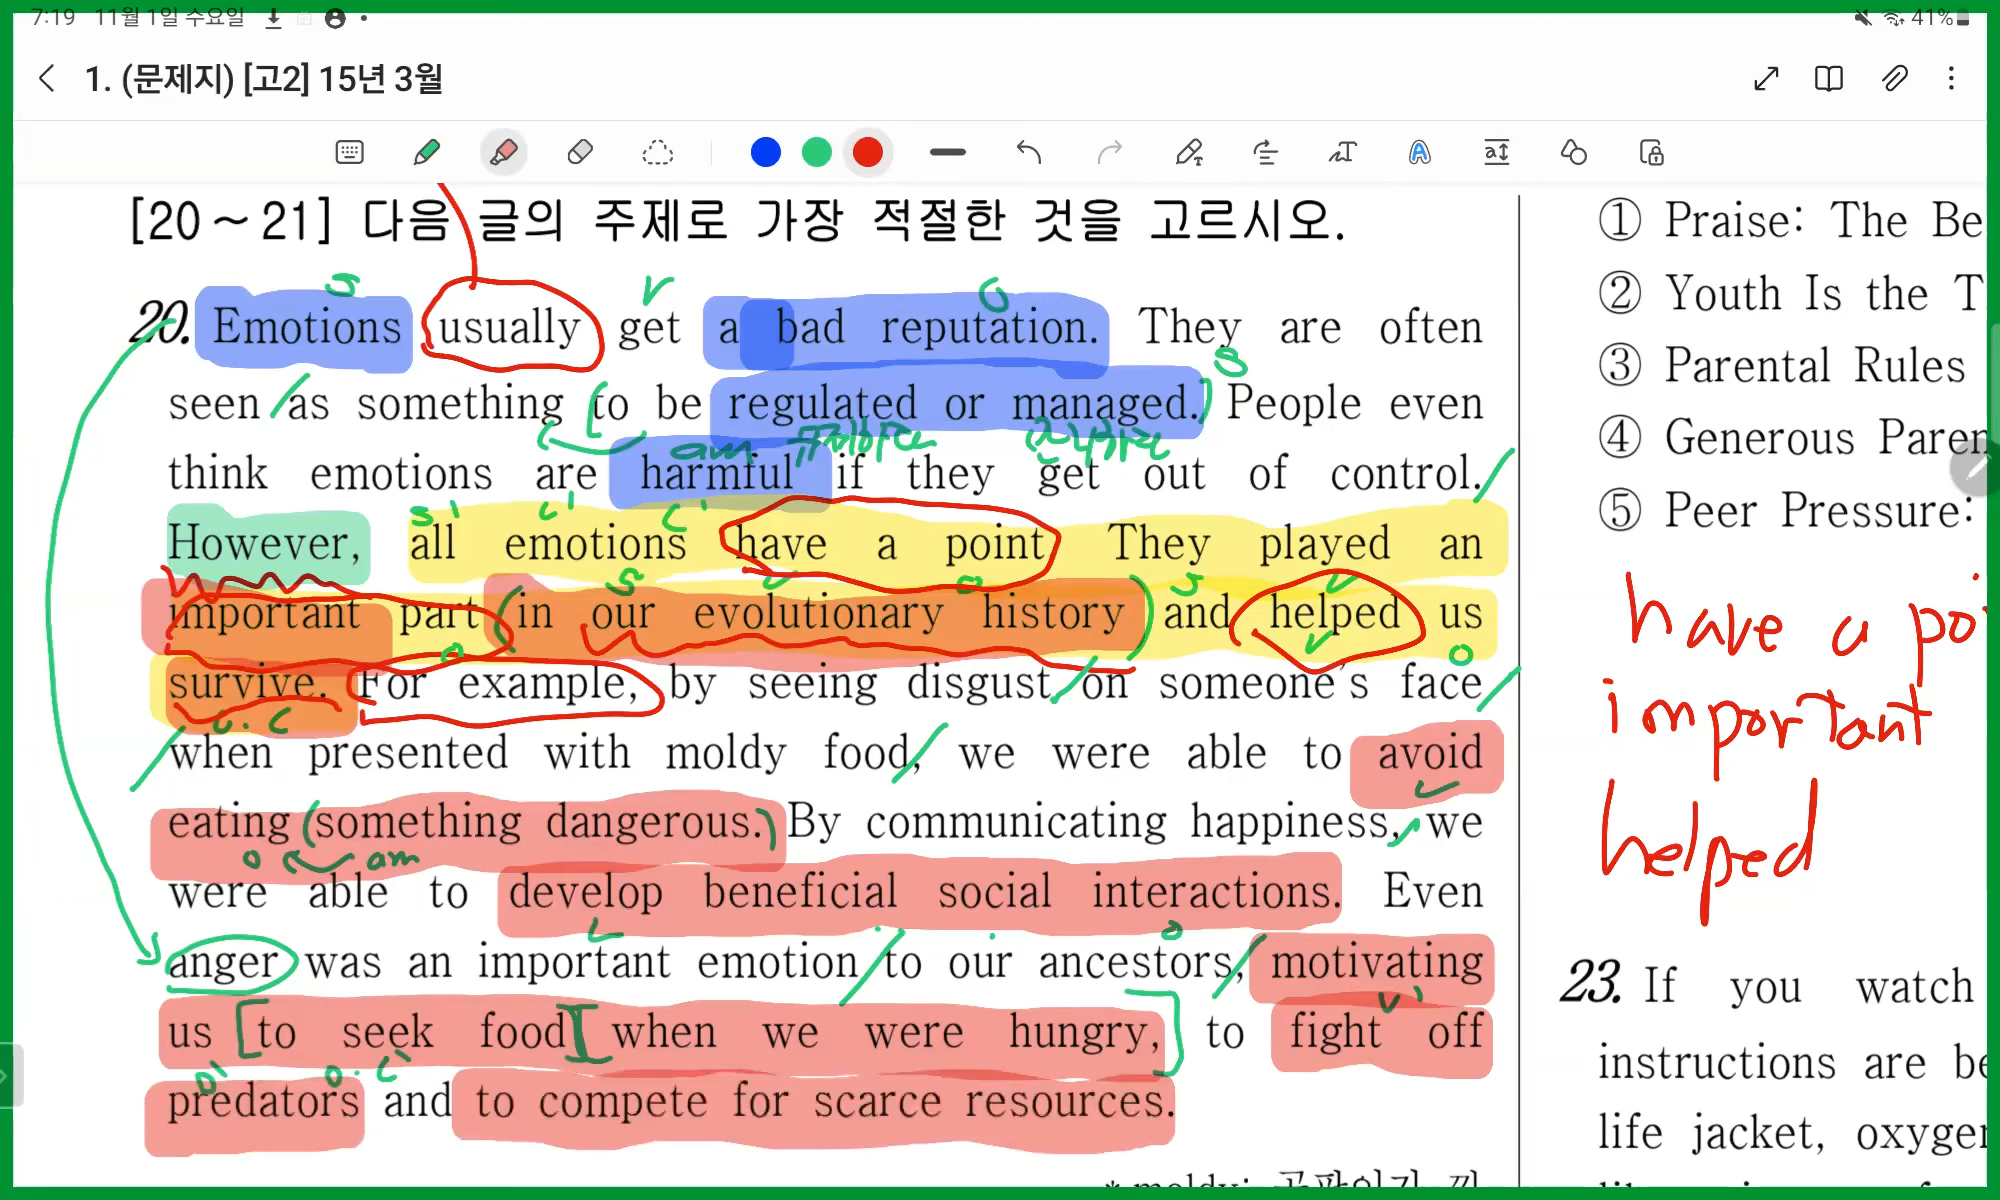 7:19 11월 1일 수요일
41%
1. (문제지) [고2] 15년 3월
[20～21] 다음 글의 주제로 가장 적절한 것을 고르시오.
20. Emotions usually get a bad reputation. They are often
seen as something to be regulated or managed. People even
think emotions are harmful if they get out of control.
However, all emotions have a point. They played an
important part in our evolutionary history and helped us
survive. For example, by seeing disgust on someone's face
when presented with moldy food, we were able to avoid
eating something dangerous. By communicating happiness, we
were able to develop beneficial social interactions. Even
anger was an important emotion to our ancestors, motivating
us to seek food when we were hungry, to fight off
predators and to compete for scarce resources.
① Praise: The Be
② Youth Is the T
③ Parental Rules
④ Generous Paren
⑤ Peer Pressure:
have a poi
important
helped
23. If you watch
instructions are be
life jacket, oxygen